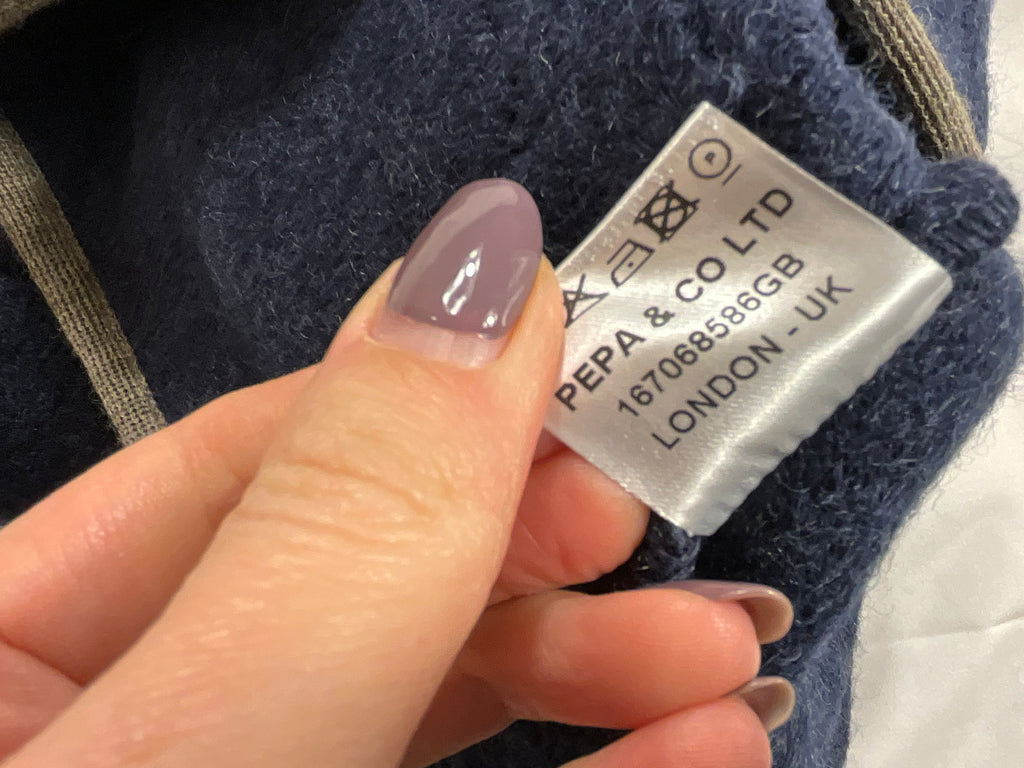 P
PEPA & CO LTD
167068586GB
LONDON - UK